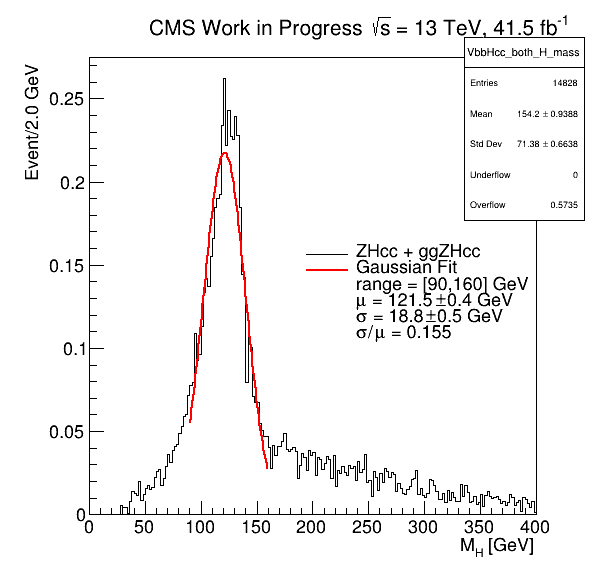 CMS Work in Progress √s = 13 TeV, 41.5 fb⁻¹
VbbHcc_both_H_mass
Entries 14828
Mean 154.2 ± 0.9388
Std Dev 71.38 ± 0.6638
Underflow 0
Overflow 0.5735
Event/2.0 GeV
0.25
0.2
0.15
0.1
0.05
0
ZHcc + ggZHcc
Gaussian Fit
range = [90,160] GeV
μ = 121.5±0.4 GeV
σ = 18.8±0.5 GeV
σ/μ = 0.155
0 50 100 150 200 250 300 350 400
M_H [GeV]